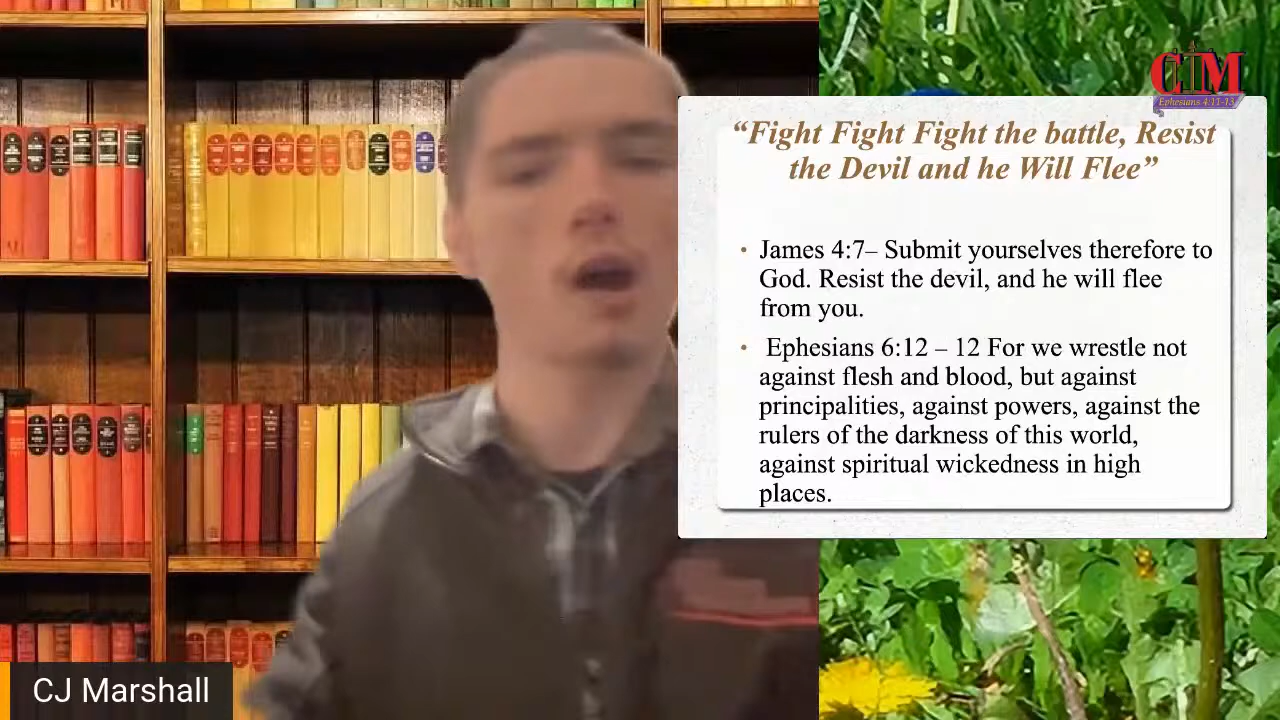 CIM
Ephesians 4:11-13
“Fight Fight Fight the battle, Resist
the Devil and he Will Flee”
• James 4:7– Submit yourselves therefore to
God. Resist the devil, and he will flee
from you.
• Ephesians 6:12 – 12 For we wrestle not
against flesh and blood, but against
principalities, against powers, against the
rulers of the darkness of this world,
against spiritual wickedness in high
places.
CJ Marshall